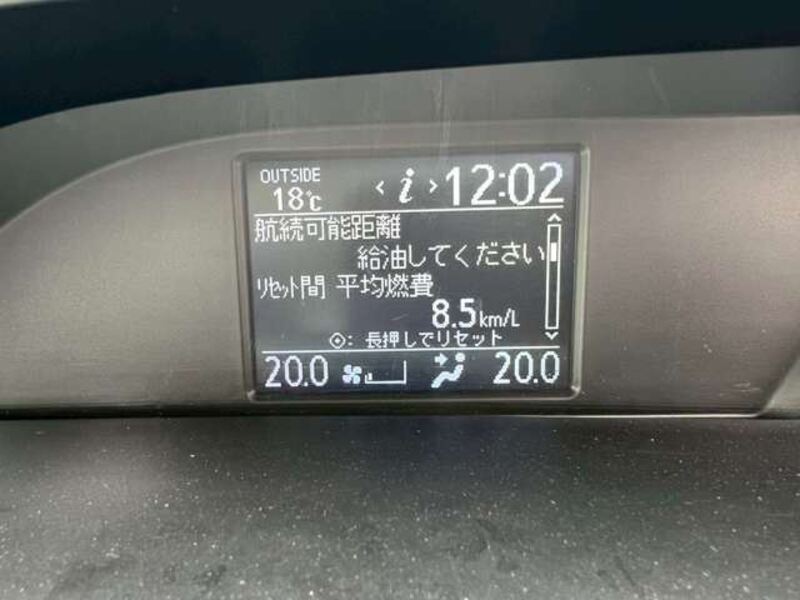 OUTSIDE
18℃ < i > 12:02
航続可能距離
給油してください
リセット間 平均燃費
8.5km/L
: 長押しでリセット
20.0 20.0